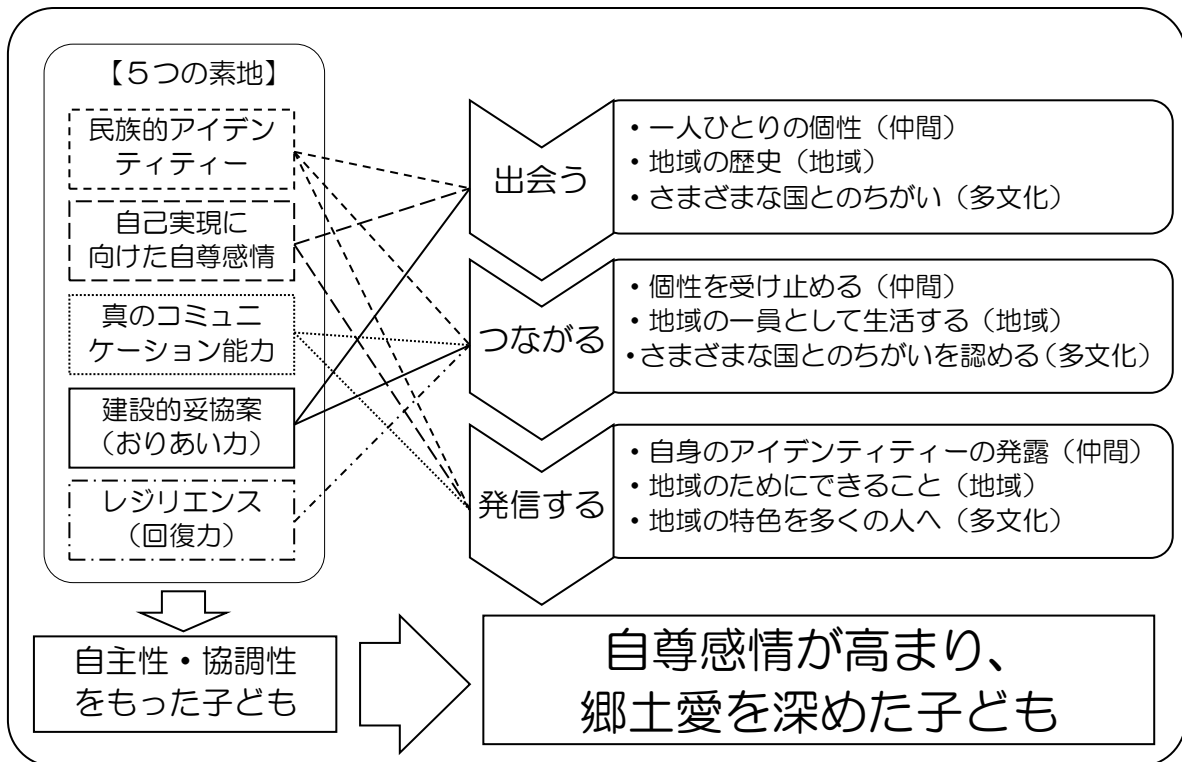 【５つの素地】
民族的アイデン
ティティー
自己実現に
向けた自尊感情
真のコミュニ
ケーション能力
建設的妥協案
（おりあい力）
レジリエンス
（回復力）
出会う
・一人ひとりの個性（仲間）
・地域の歴史（地域）
・さまざまな国とのちがい（多文化）
つながる
・個性を受け止める（仲間）
・地域の一員として生活する（地域）
・さまざまな国とのちがいを認める（多文化）
発信する
・自身のアイデンティティーの発露（仲間）
・地域のためにできること（地域）
・地域の特色を多くの人へ（多文化）
自主性・協調性
をもった子ども
自尊感情が高まり、
郷土愛を深めた子ども